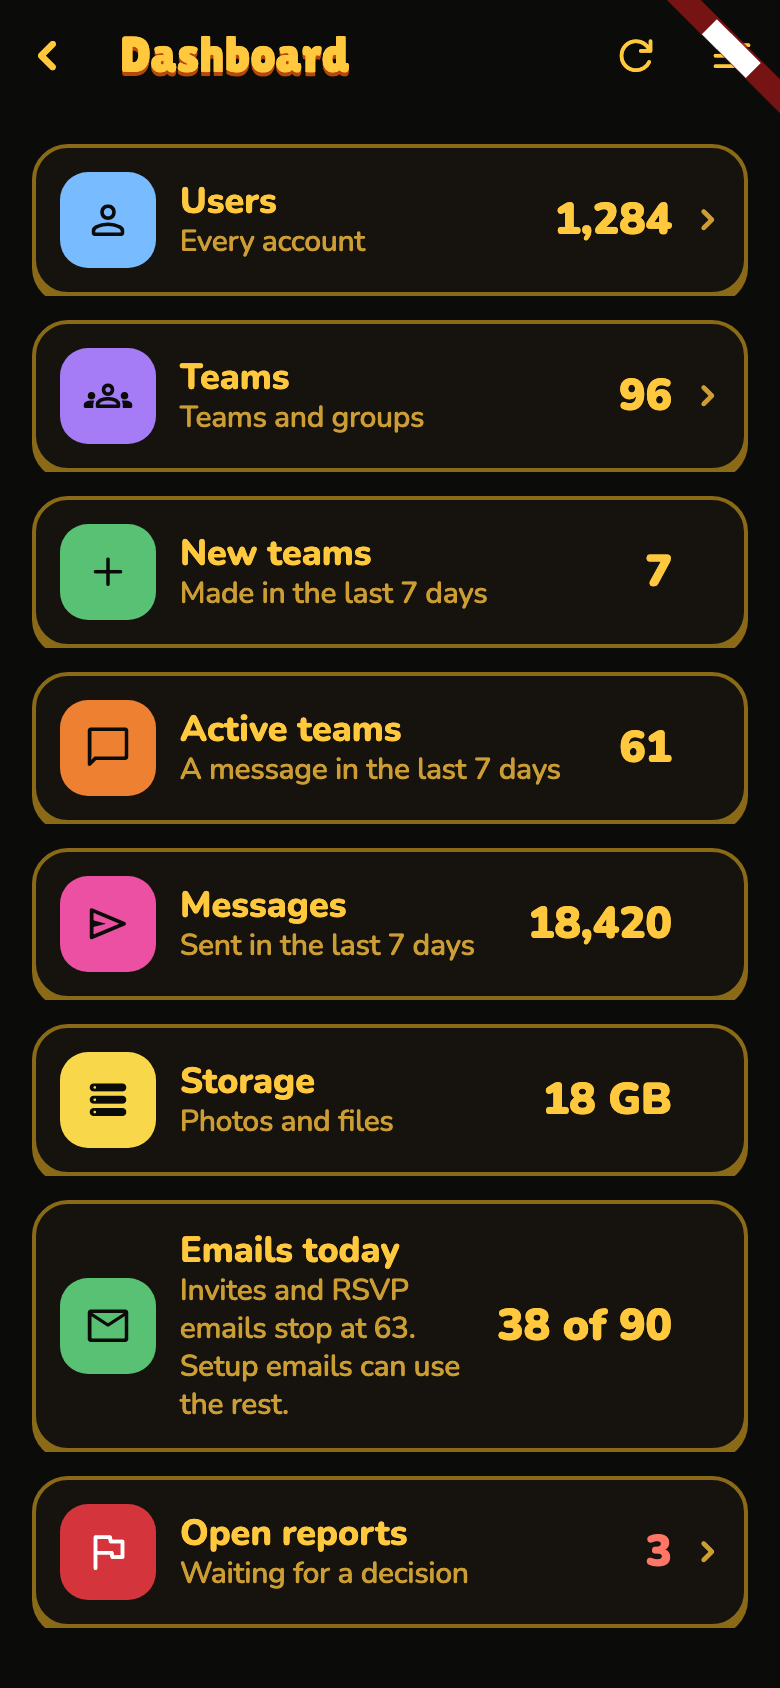 Dashboard
Users
Every account
1,284
Teams
Teams and groups
96
New teams
Made in the last 7 days
7
Active teams
A message in the last 7 days
61
Messages
Sent in the last 7 days
18,420
Storage
Photos and files
18 GB
Emails today
Invites and RSVP
emails stop at 63.
Setup emails can use
the rest.
38 of 90
Open reports
Waiting for a decision
3